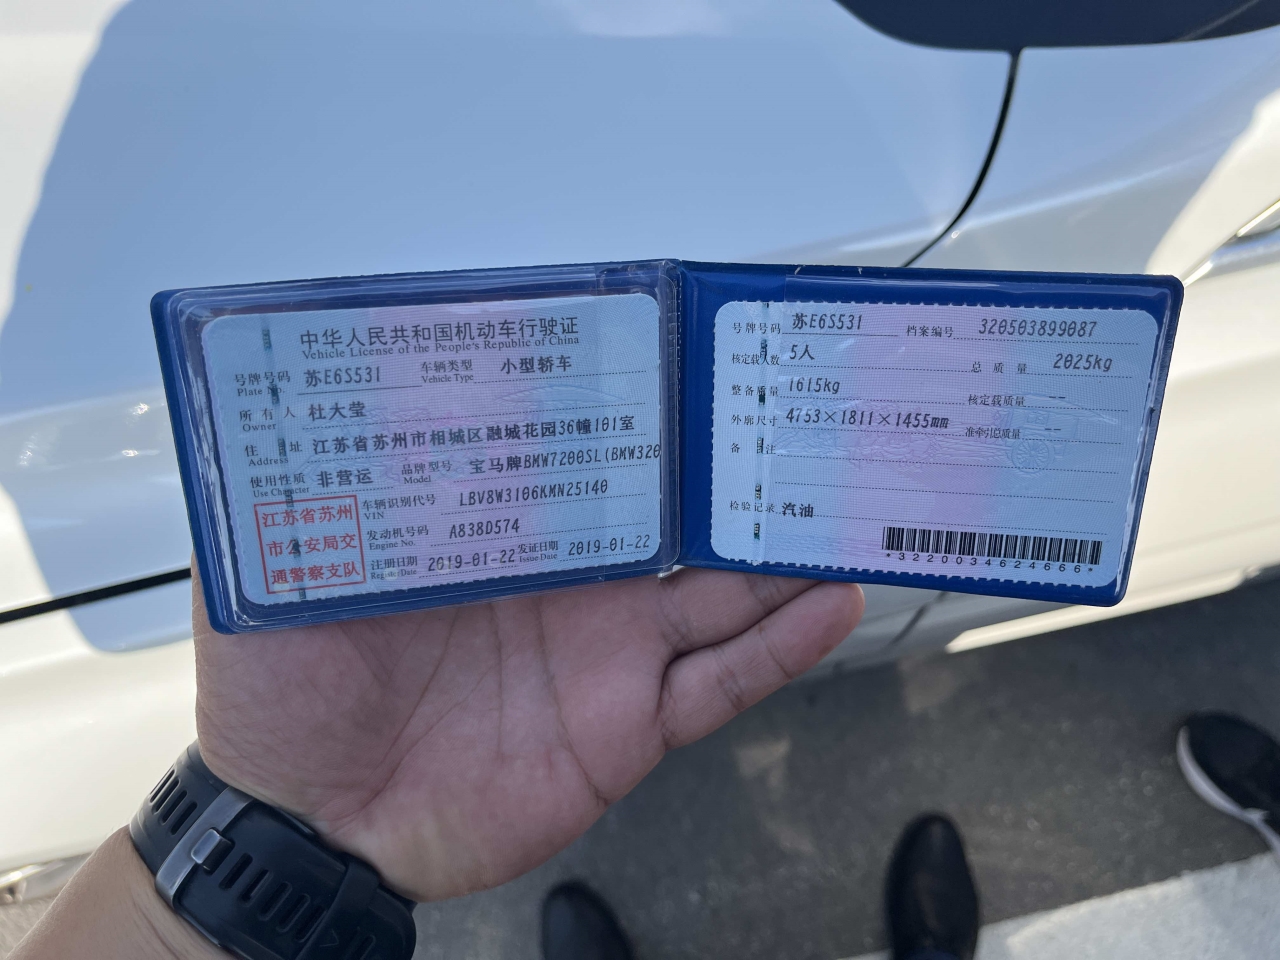 中华人民共和国机动车行驶证
Vehicle License of the People's Republic of China
号牌号码 苏E6S531 车辆类型 小型轿车
Plate No. Vehicle Type
所有人 杜大莹
Owner
住址 江苏省苏州市相城区融城花园36幢101室
Address
使用性质 非营运 品牌型号 宝马牌BMW7200SL(BMW320
Use Character Model
江苏省苏州
市公安局交
通警察支队
车辆识别代号 LBV8W3106KMN25140
VIN
发动机号码 A838D574
Engine No.
注册日期 2019-01-22 发证日期 2019-01-22
Register Date Issue Date
号牌号码 苏E6S531 档案编号 320503899087
核定载人数 5人 总质量 2025kg
整备质量 1615kg 核定载质量 --
外廓尺寸 4753×1811×1455mm 准牵引总质量 --
备注
检验记录 汽油
*3220034624666*